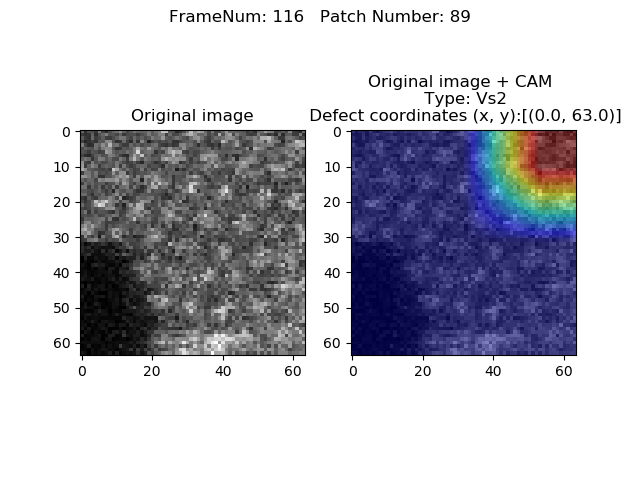 FrameNum: 116   Patch Number: 89
Original image
Original image + CAM
Type: Vs2
Defect coordinates (x, y):[(0.0, 63.0)]
0
10
20
30
40
50
60
0 20 40 60
0
10
20
30
40
50
60
0 20 40 60